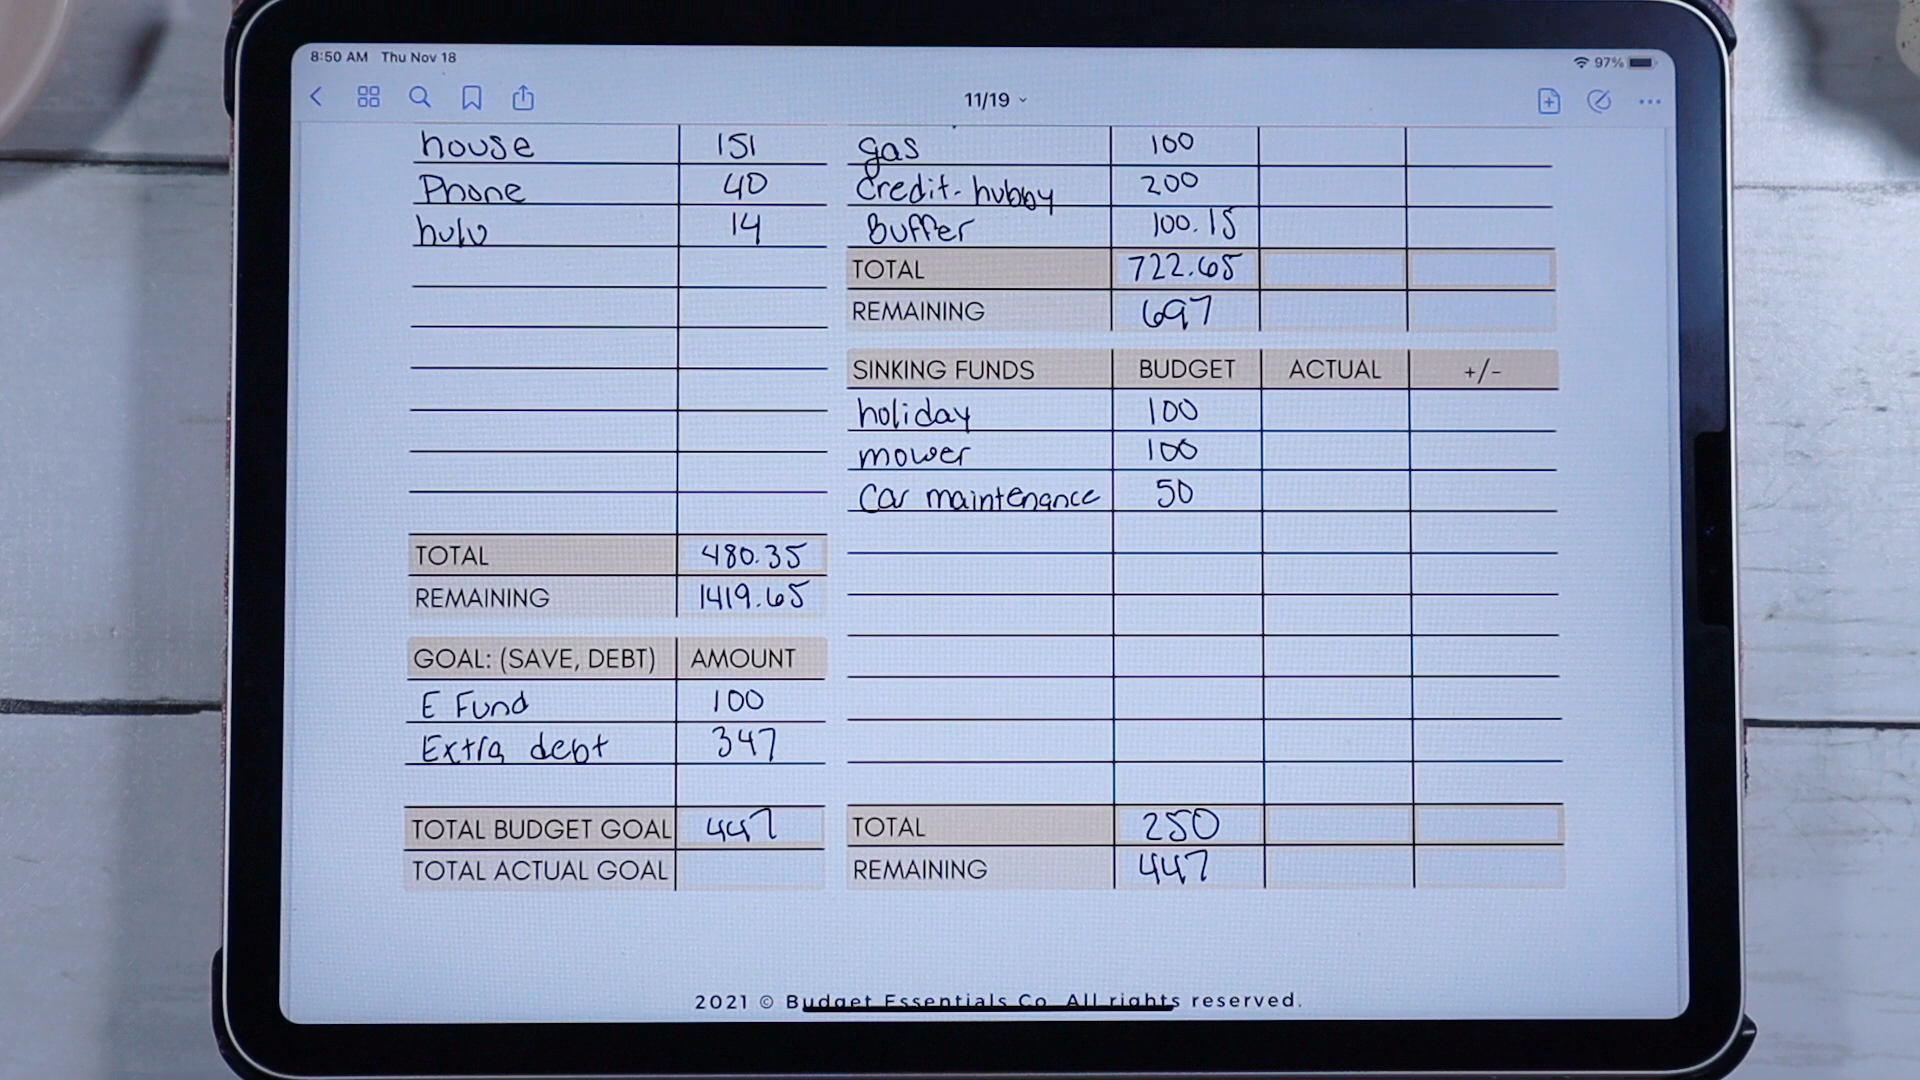 8:50 AM Thu Nov 18
97%
11/19
house 151
Phone 40
hulu 14
TOTAL 480.35
REMAINING 1419.65
GOAL: (SAVE, DEBT) AMOUNT
E Fund 100
Extra debt 347
TOTAL BUDGET GOAL 447
TOTAL ACTUAL GOAL
gas 100
Credit-hubby 200
Buffer 100.15
TOTAL 722.65
REMAINING 697
SINKING FUNDS BUDGET ACTUAL +/-
holiday 100
mower 100
Car maintenance 50
TOTAL 250
REMAINING 447
2021 © Budget Essentials Co. All rights reserved.